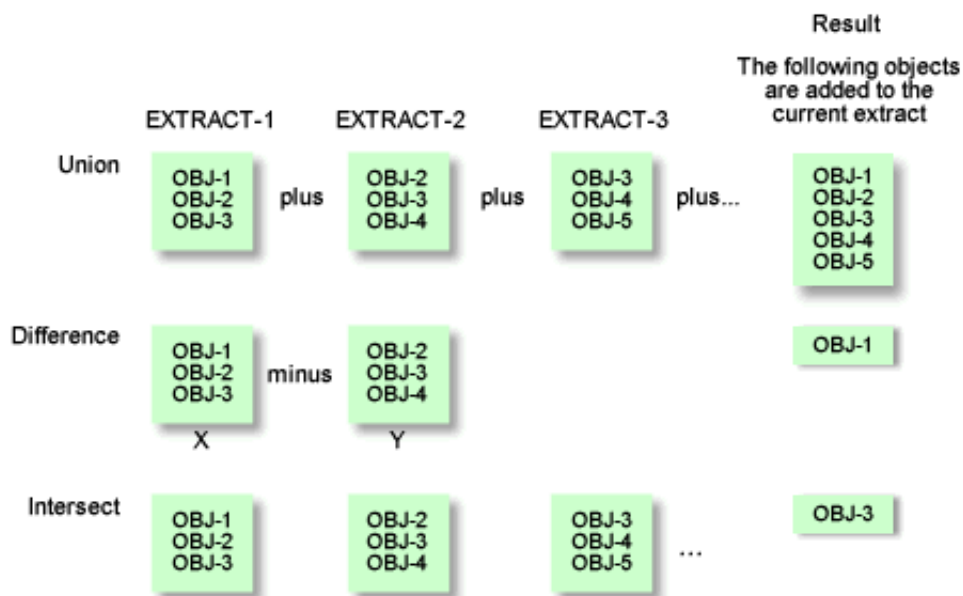 Result
The following objects
are added to the
current extract
EXTRACT-1 EXTRACT-2 EXTRACT-3
Union
OBJ-1
OBJ-2
OBJ-3
plus
OBJ-2
OBJ-3
OBJ-4
plus
OBJ-3
OBJ-4
OBJ-5
plus...
OBJ-1
OBJ-2
OBJ-3
OBJ-4
OBJ-5
Difference
OBJ-1
OBJ-2
OBJ-3
minus
OBJ-2
OBJ-3
OBJ-4
OBJ-1
X
Y
Intersect
OBJ-1
OBJ-2
OBJ-3
OBJ-2
OBJ-3
OBJ-4
OBJ-3
OBJ-4
OBJ-5
...
OBJ-3